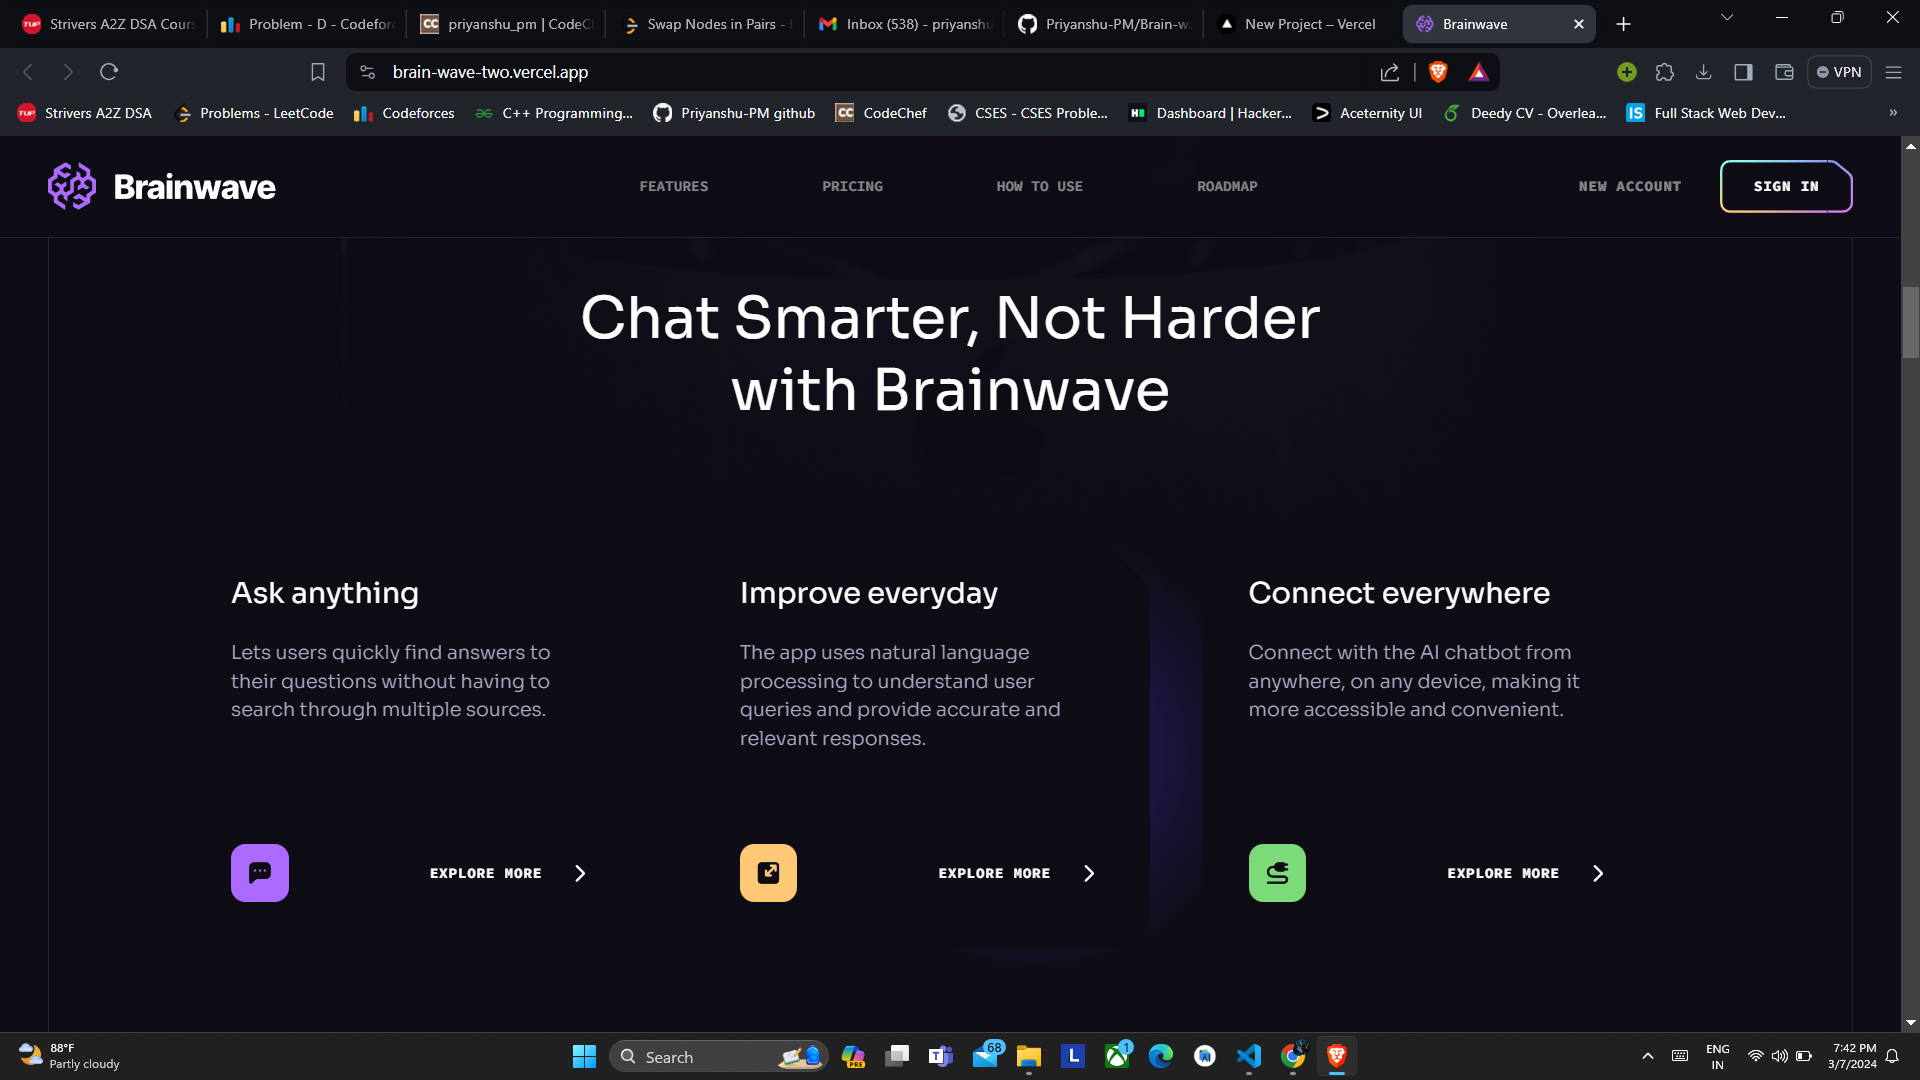 Strivers A2Z DSA Cours
Problem - D - Codefor
priyanshu_pm | CodeC
Swap Nodes in Pairs -
Inbox (538) - priyanshu
Priyanshu-PM/Brain-w
New Project – Vercel
Brainwave
brain-wave-two.vercel.app
VPN
Strivers A2Z DSA
Problems - LeetCode
Codeforces
C++ Programming...
Priyanshu-PM github
CodeChef
CSES - CSES Proble...
Dashboard | Hacker...
Aceternity UI
Deedy CV - Overlea...
Full Stack Web Dev...
Brainwave
FEATURES
PRICING
HOW TO USE
ROADMAP
NEW ACCOUNT
SIGN IN
Chat Smarter, Not Harder
with Brainwave
Ask anything
Lets users quickly find answers to
their questions without having to
search through multiple sources.
EXPLORE MORE
Improve everyday
The app uses natural language
processing to understand user
queries and provide accurate and
relevant responses.
EXPLORE MORE
Connect everywhere
Connect with the AI chatbot from
anywhere, on any device, making it
more accessible and convenient.
EXPLORE MORE
88°F
Partly cloudy
Search
PRE
68
L
1
ENG
IN
7:42 PM
3/7/2024